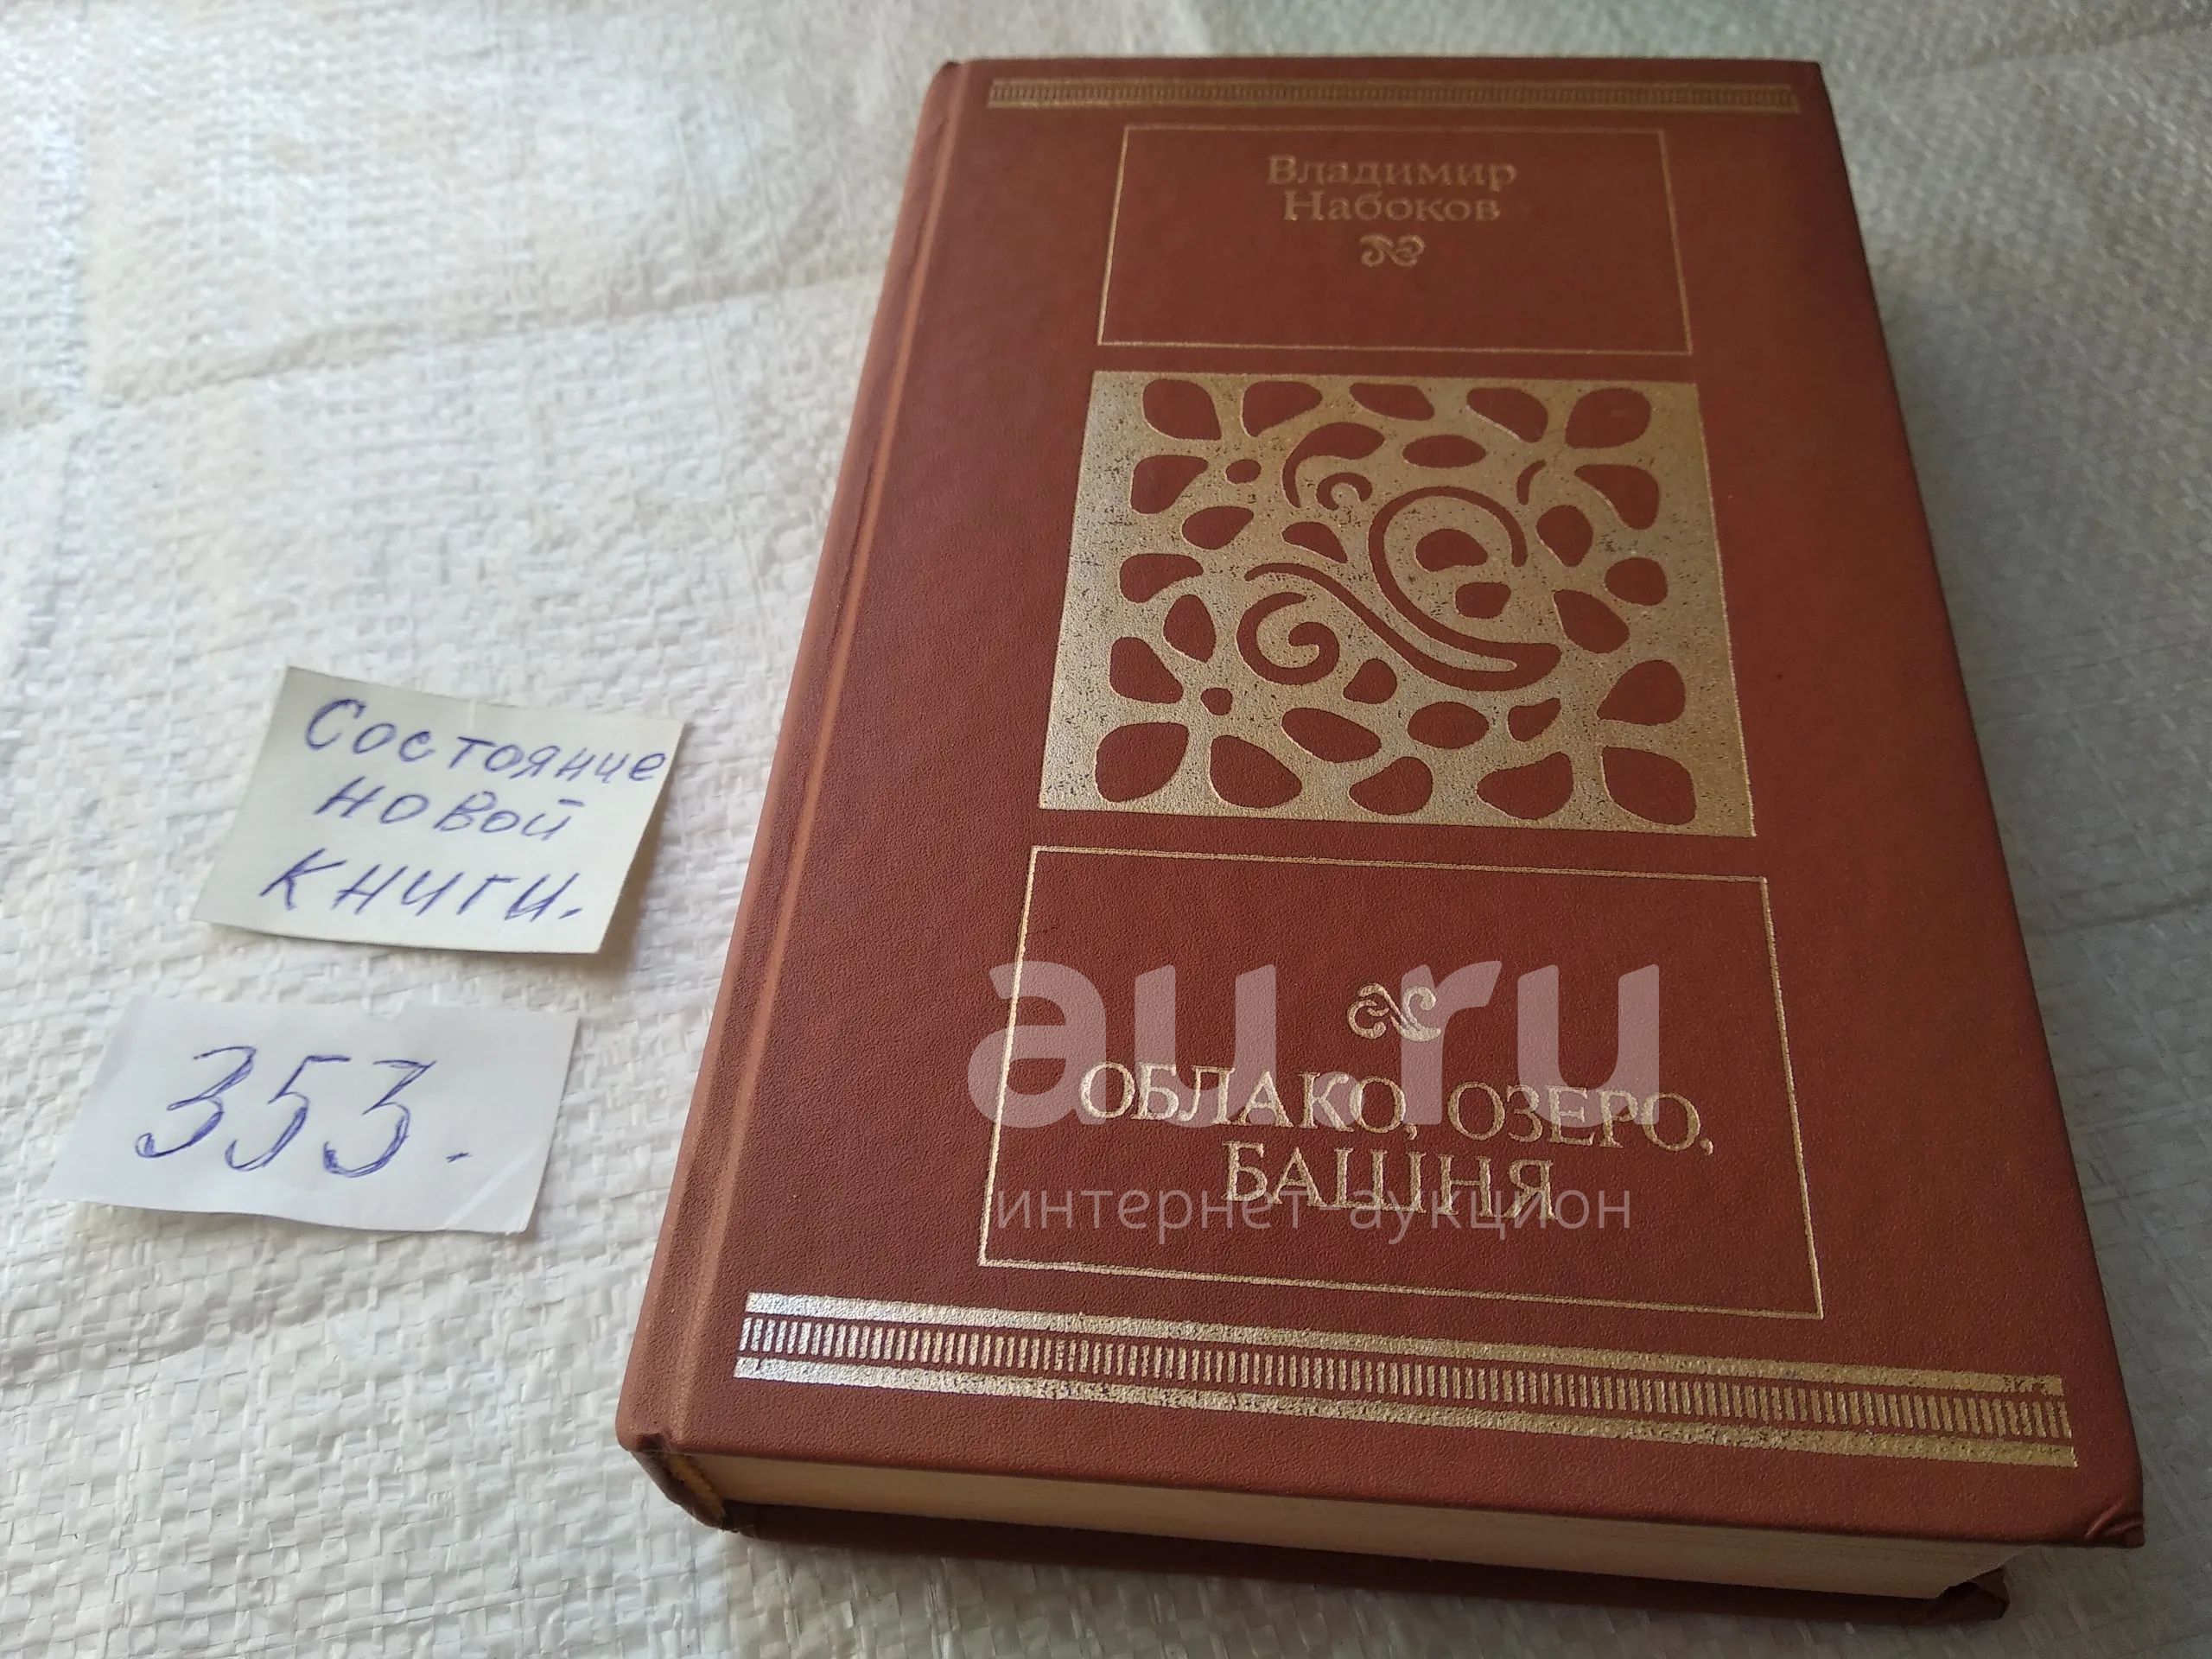 Владимир
Набоков
ОБЛАКО, ОЗЕРО,
БАШНЯ
Состояние
новой
книги.
353.
au.ru
интернет-аукцион